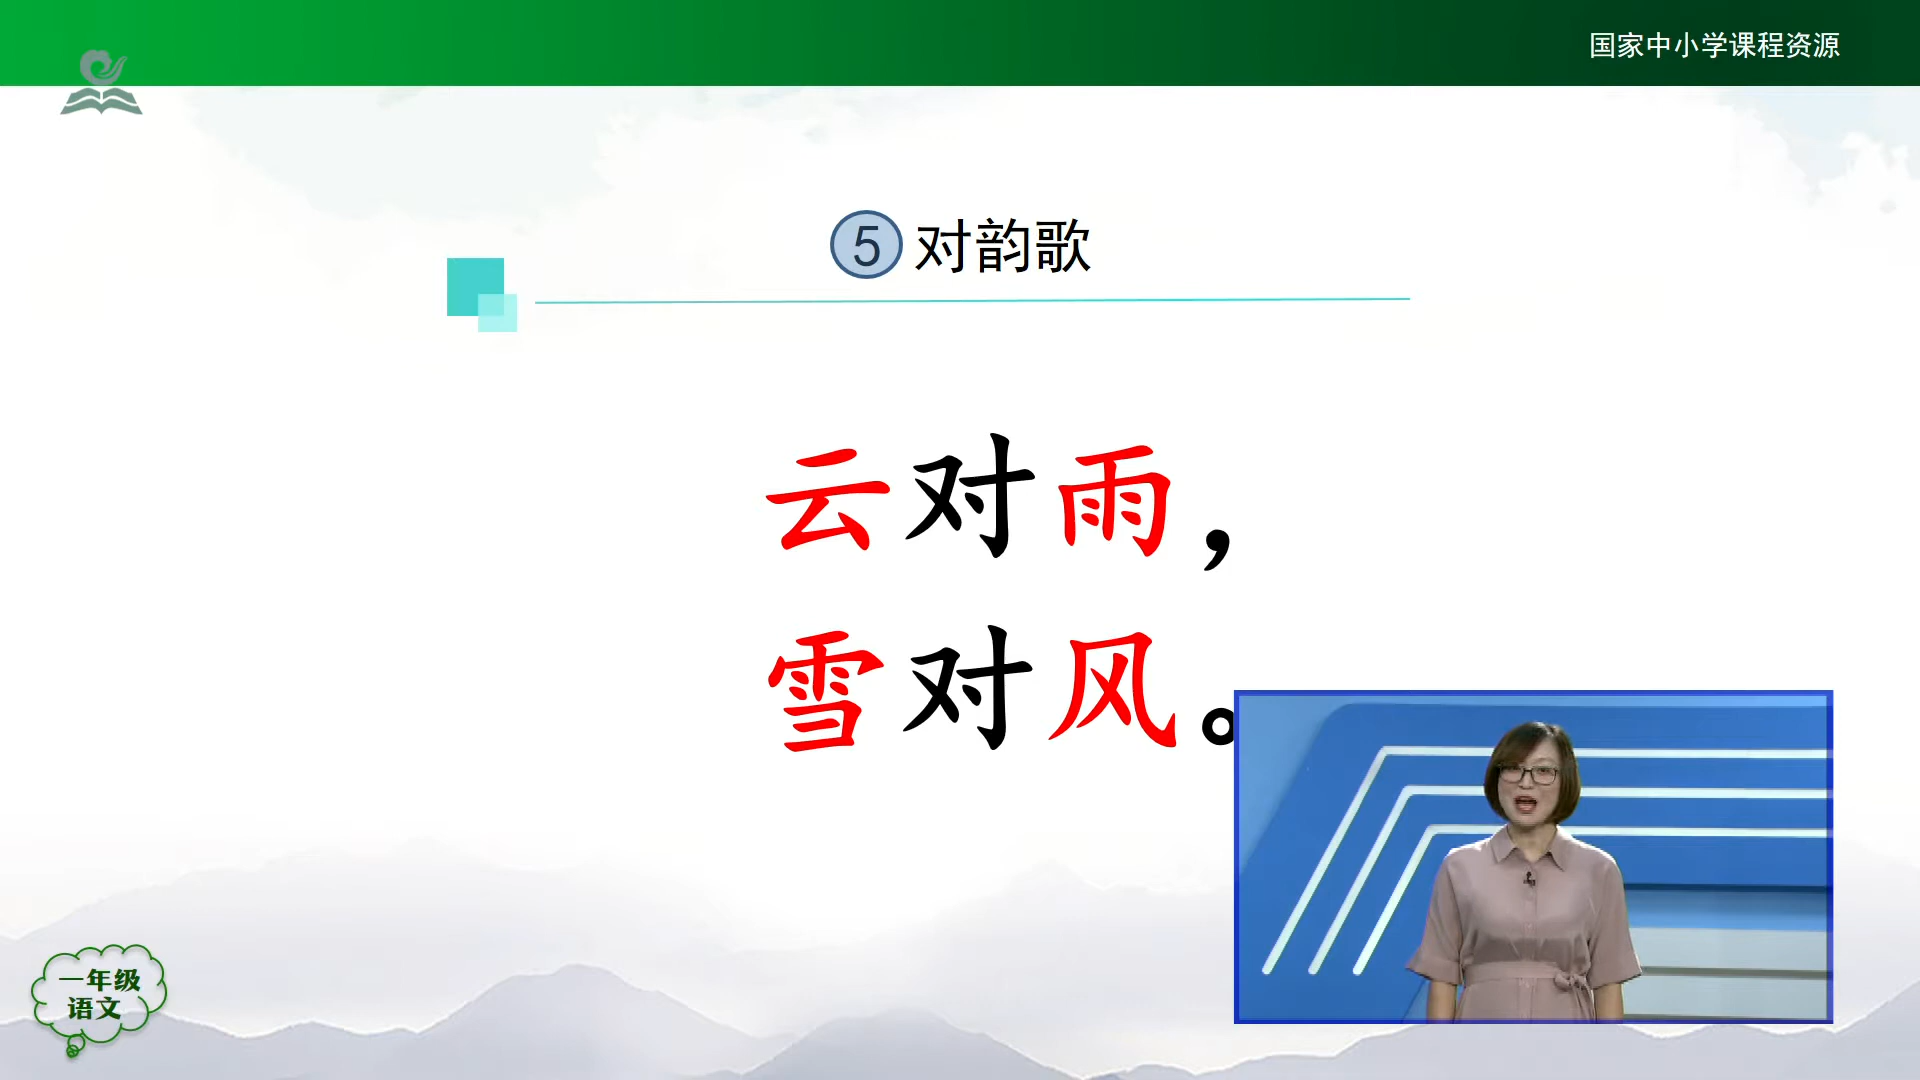 国家中小学课程资源
5 对韵歌
云对雨，
雪对风。
一年级
语文